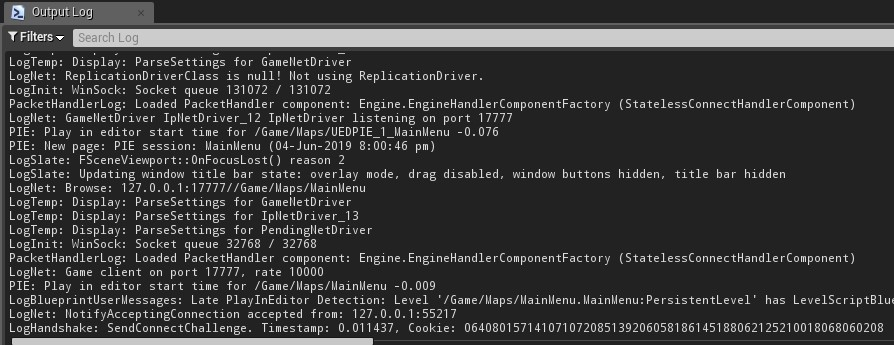 Output Log
Filters
Search Log
LogTemp: Display: ParseSettings for GameNetDriver
LogNet: ReplicationDriverClass is null! Not using ReplicationDriver.
LogInit: WinSock: Socket queue 131072 / 131072
PacketHandlerLog: Loaded PacketHandler component: Engine.EngineHandlerComponentFactory (StatelessConnectHandlerComponent)
LogNet: GameNetDriver IpNetDriver_12 IpNetDriver listening on port 17777
PIE: Play in editor start time for /Game/Maps/UEDPIE_1_MainMenu -0.076
PIE: New page: PIE session: MainMenu (04-Jun-2019 8:00:46 pm)
LogSlate: FSceneViewport::OnFocusLost() reason 2
LogSlate: Updating window title bar state: overlay mode, drag disabled, window buttons hidden, title bar hidden
LogNet: Browse: 127.0.0.1:17777//Game/Maps/MainMenu
LogTemp: Display: ParseSettings for GameNetDriver
LogTemp: Display: ParseSettings for IpNetDriver_13
LogTemp: Display: ParseSettings for PendingNetDriver
LogInit: WinSock: Socket queue 32768 / 32768
PacketHandlerLog: Loaded PacketHandler component: Engine.EngineHandlerComponentFactory (StatelessConnectHandlerComponent)
LogNet: Game client on port 17777, rate 10000
PIE: Play in editor start time for /Game/Maps/MainMenu -0.009
LogBlueprintUserMessages: Late PlayInEditor Detection: Level '/Game/Maps/MainMenu.MainMenu:PersistentLevel' has LevelScriptBlue
LogNet: NotifyAcceptingConnection accepted from: 127.0.0.1:55217
LogHandshake: SendConnectChallenge. Timestamp: 0.011437, Cookie: 064080157141071072085139206058186145188062125210018068060208